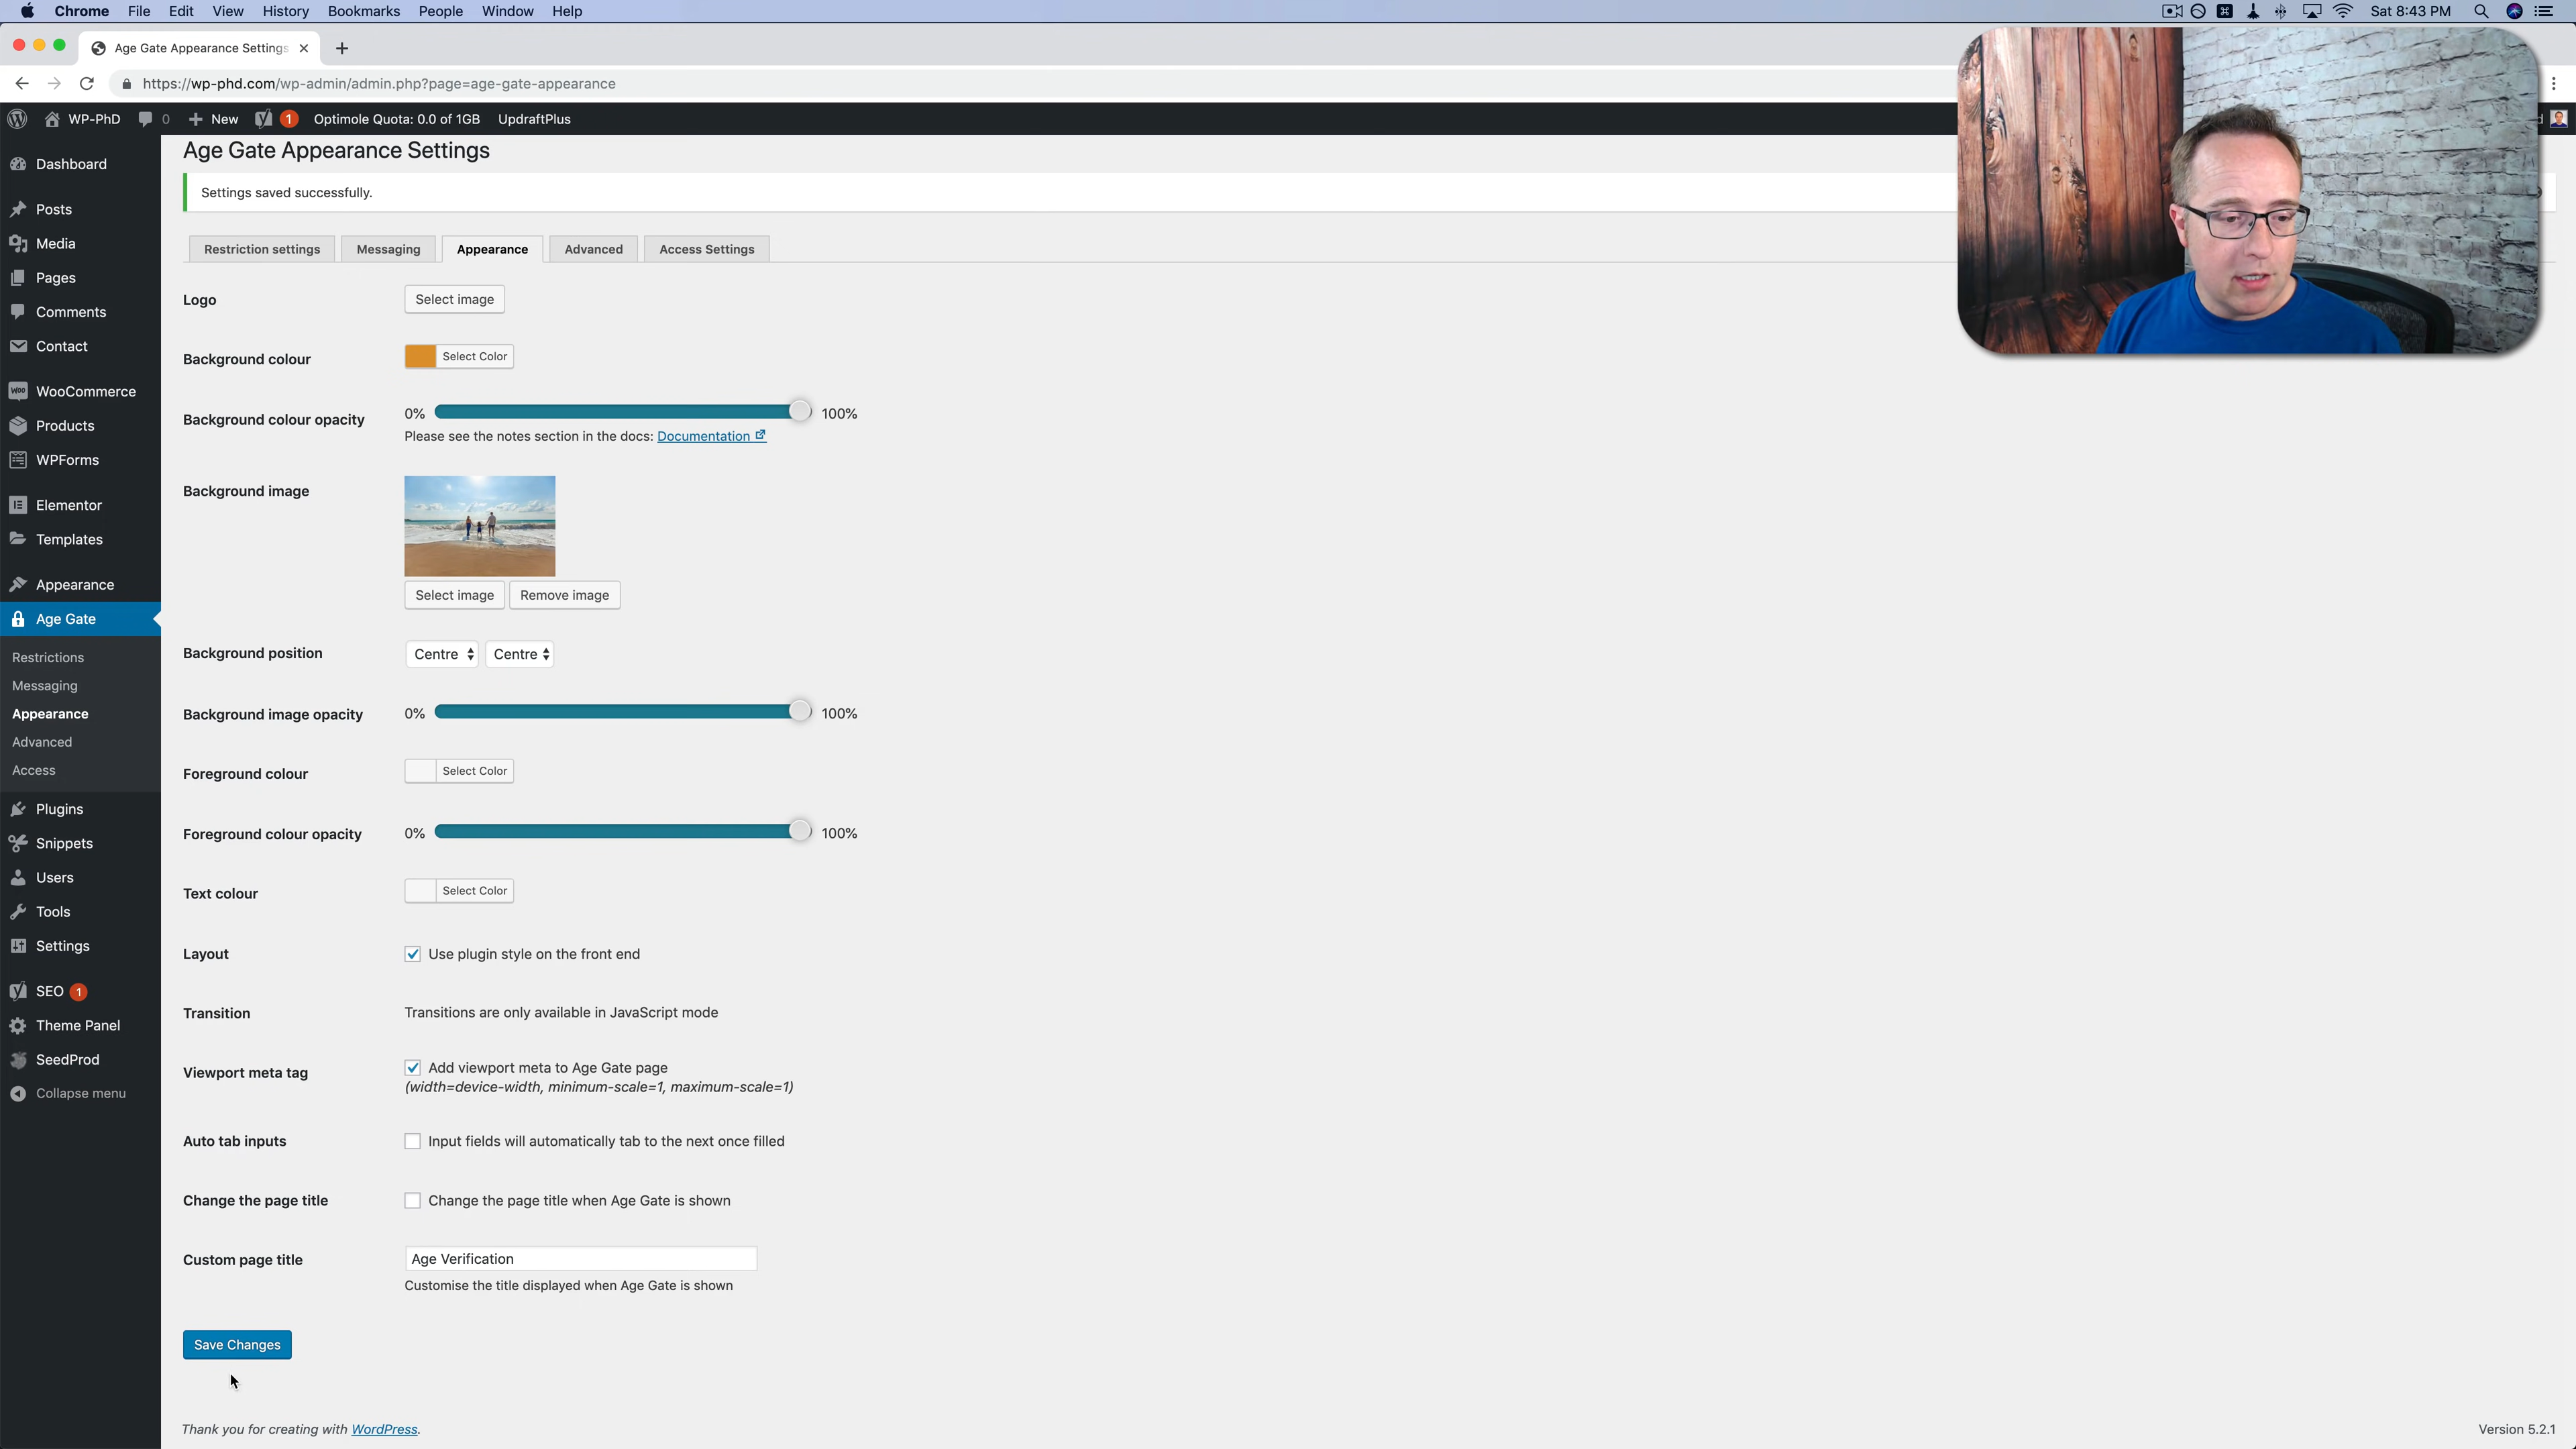 Chrome File Edit View History Bookmarks People Window Help
Sat 8:43 PM
Age Gate Appearance Settings
https://wp-phd.com/wp-admin/admin.php?page=age-gate-appearance
WP-PhD 0 New 1 Optimole Quota: 0.0 of 1GB UpdraftPlus
Dashboard
Posts
Media
Pages
Comments
Contact
WOO WooCommerce
Products
WPForms
Elementor
Templates
Appearance
Age Gate
Restrictions
Messaging
Appearance
Advanced
Access
Plugins
Snippets
Users
Tools
Settings
SEO 1
Theme Panel
SeedProd
Collapse menu
Age Gate Appearance Settings
Settings saved successfully.
Restriction settings Messaging Appearance Advanced Access Settings
Logo Select image
Background colour Select Color
Background colour opacity 0% 100%
Please see the notes section in the docs: Documentation
Background image
Select image Remove image
Background position Centre Centre
Background image opacity 0% 100%
Foreground colour Select Color
Foreground colour opacity 0% 100%
Text colour Select Color
Layout Use plugin style on the front end
Transition Transitions are only available in JavaScript mode
Viewport meta tag Add viewport meta to Age Gate page
(width=device-width, minimum-scale=1, maximum-scale=1)
Auto tab inputs Input fields will automatically tab to the next once filled
Change the page title Change the page title when Age Gate is shown
Custom page title Age Verification
Customise the title displayed when Age Gate is shown
Save Changes
Thank you for creating with WordPress.
Version 5.2.1